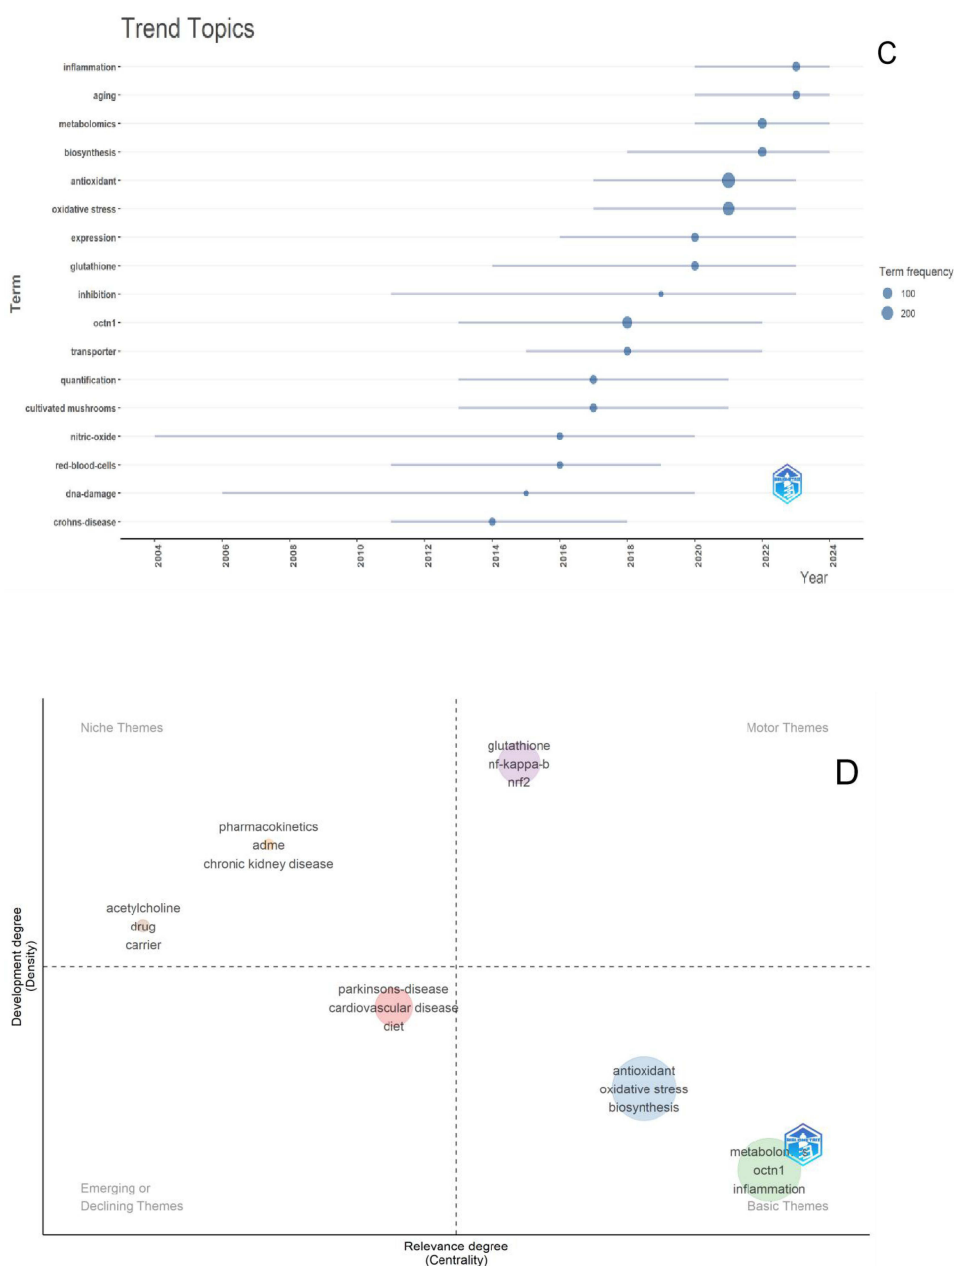 Trend Topics
C
inflammation
aging
metabolomics
biosynthesis
antioxidant
oxidative stress
expression
glutathione
inhibition
octn1
transporter
quantification
cultivated mushrooms
nitric-oxide
red-blood-cells
dna-damage
crohns-disease
Term
Term frequency
100
200
2004
2006
2008
2010
2012
2014
2016
2018
2020
2022
2024
Year
Niche Themes
Motor Themes
D
glutathione
nf-kappa-b
nrf2
pharmacokinetics
adme
chronic kidney disease
acetylcholine
drug
carrier
parkinsons-disease
cardiovascular disease
diet
antioxidant
oxidative stress
biosynthesis
metabolomics
octn1
inflammation
Emerging or
Declining Themes
Basic Themes
Development degree
(Density)
Relevance degree
(Centrality)